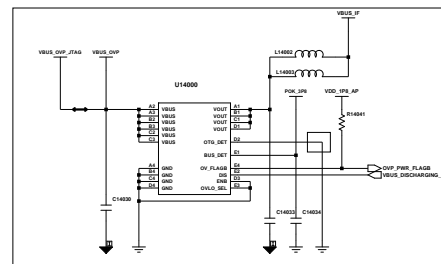 VBUS_IF
VBUS_OVP_JTAG
VBUS_OVP
L14002
L14003
U14000
POK_3P8
VDD_1P8_AP
R14041
A2
A3
B2
B3
C2
C3
VBUS
VBUS
VBUS
VBUS
VBUS
VBUS
VOUT
VOUT
VOUT
A1
B1
C1
D1
OTG_DET
D2
BUS_DET
E1
A4
B4
C4
D4
GND
GND
GND
GND
OV_FLAGB
DIS
ENB
OVLO_SEL
E4
E2
D3
E3
OVP_PWR_FLAGB
VBUS_DISCHARGING_
C14030
C14033
C14034